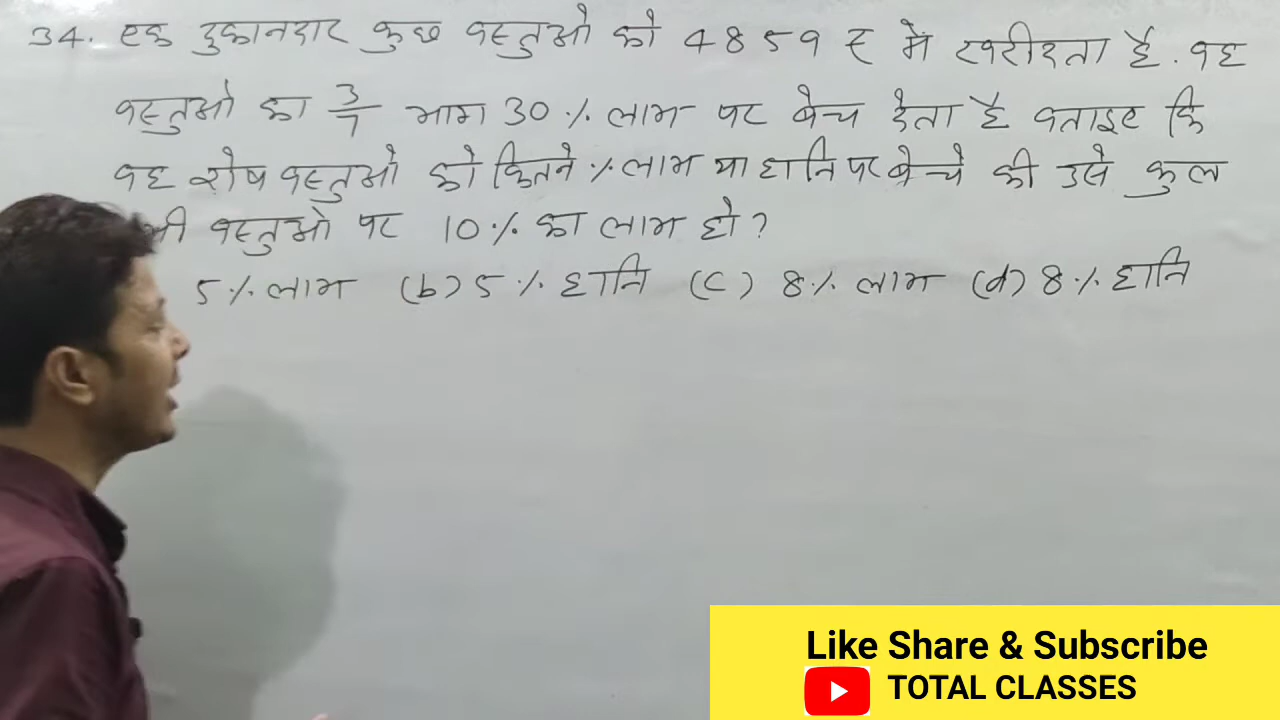 34. एक दुकानदार कुछ वस्तुओ को 4859 रु मे खरीदता है. वह
वस्तुओ का 3/7 भाग 30% लाभ पर बेच देता है बताइए कि
वह शेष वस्तुओ को कितने % लाभ या हानि पर बेच्चे की उसे कुल
वस्तुओ पर 10% का लाभ हो?
5% लाभ (b) 5% हानि (c) 8% लाभ (d) 8% हानि
Like Share & Subscribe
TOTAL CLASSES